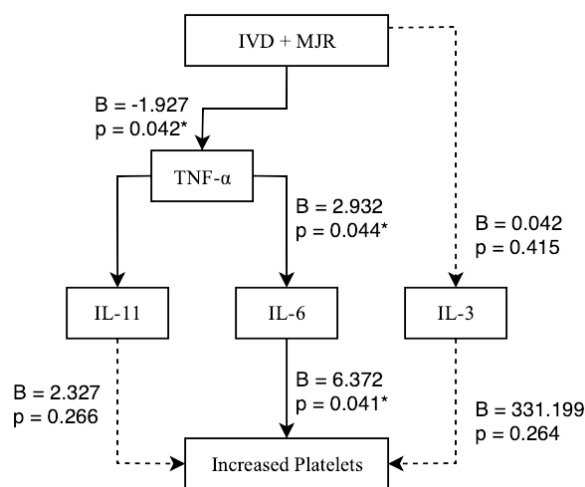 IVD + MJR
B = -1.927
p = 0.042*
TNF-α
B = 2.932
p = 0.044*
B = 0.042
p = 0.415
IL-11
IL-6
IL-3
B = 2.327
p = 0.266
B = 6.372
p = 0.041*
B = 331.199
p = 0.264
Increased Platelets